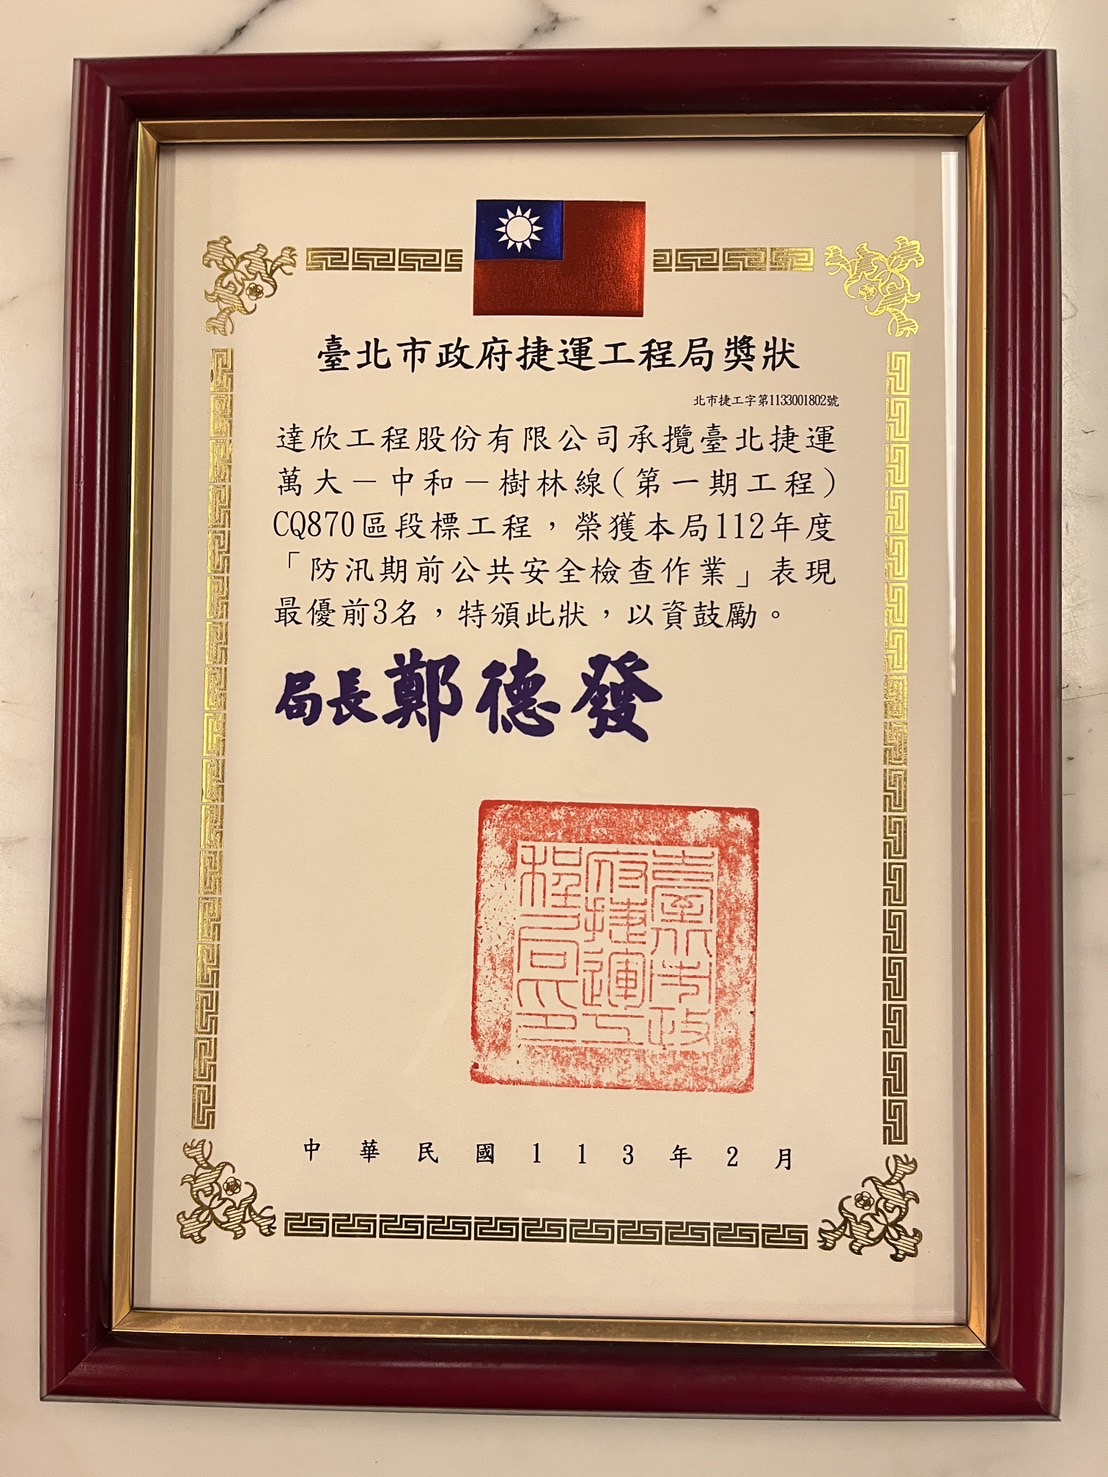 臺北市政府捷運工程局獎狀
北市捷工字第1133001802號
達欣工程股份有限公司承攬臺北捷運
萬大－中和－樹林線(第一期工程)
CQ870區段標工程，榮獲本局112年度
「防汛期前公共安全檢查作業」表現
最優前3名，特頒此狀，以資鼓勵。
局長鄭德發
臺北市政
府捷運工
程局印
中華民國113年2月